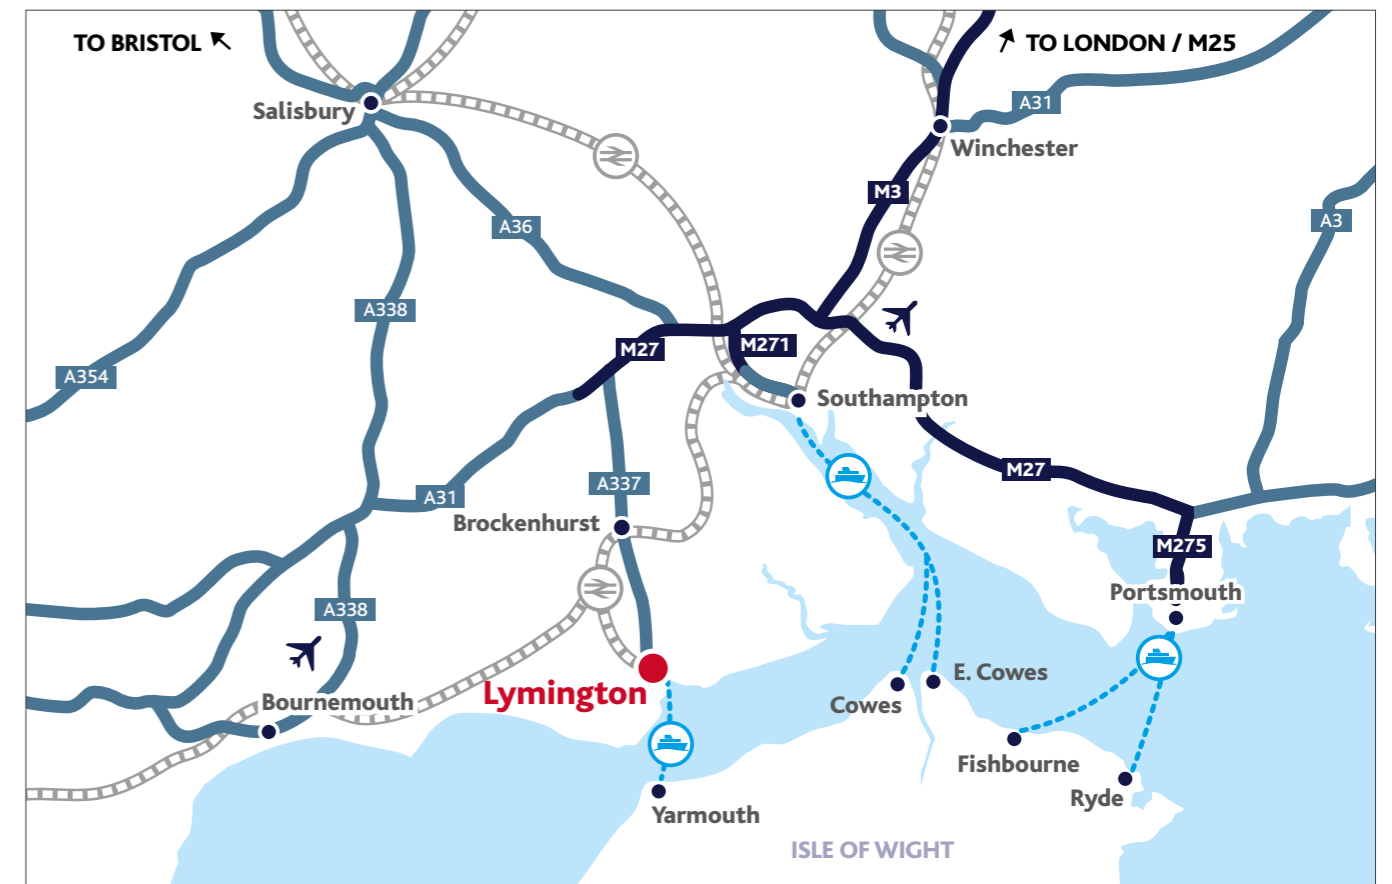 TO BRISTOL
TO LONDON / M25
A31
Salisbury
Winchester
M3
A36
A3
A338
M27
M271
A354
Southampton
M27
A337
A31
Brockenhurst
M275
Portsmouth
A338
E. Cowes
Lymington
Bournemouth
Cowes
Fishbourne
Ryde
Yarmouth
ISLE OF WIGHT